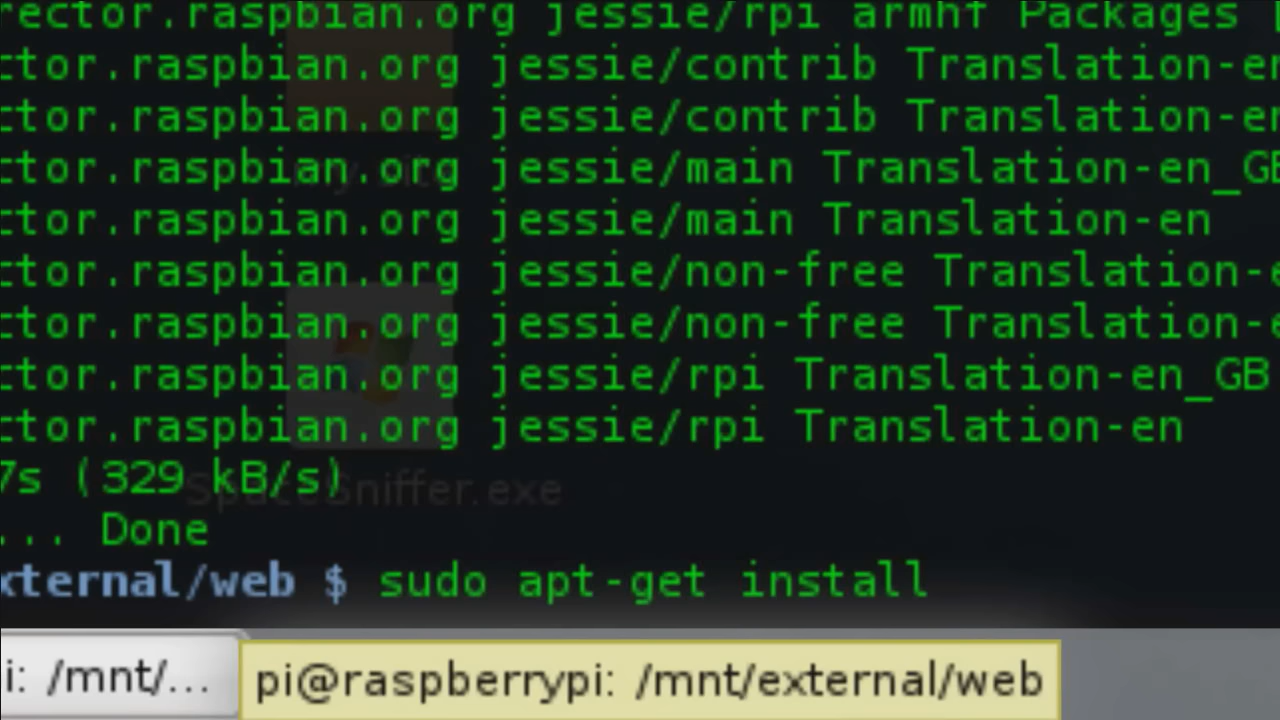 rector.raspbian.org jessie/rpi armhf Packages
ctor.raspbian.org jessie/contrib Translation-en
ctor.raspbian.org jessie/contrib Translation-en
ctor.raspbian.org jessie/main Translation-en_GB
ctor.raspbian.org jessie/main Translation-en
ctor.raspbian.org jessie/non-free Translation-e
ctor.raspbian.org jessie/non-free Translation-e
ctor.raspbian.org jessie/rpi Translation-en_GB
ctor.raspbian.org jessie/rpi Translation-en
7s (329 kB/s)
SpaceSniffer.exe
... Done
xternal/web $ sudo apt-get install
i: /mnt/...
pi@raspberrypi: /mnt/external/web